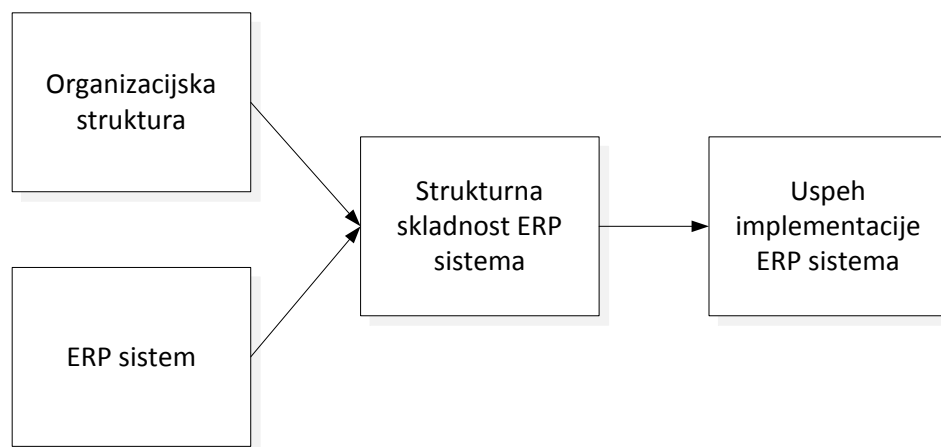 Organizacijska
struktura
ERP sistem
Strukturna
skladnost ERP
sistema
Uspeh
implementacije
ERP sistema